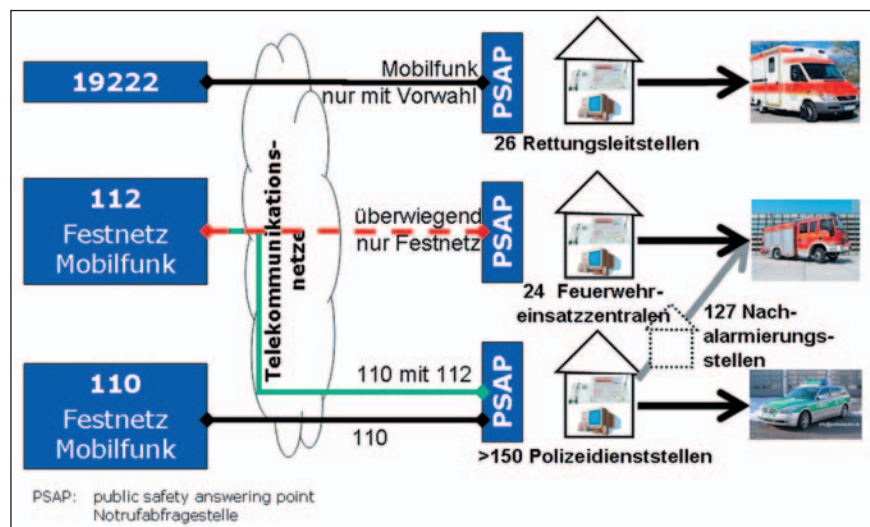 19222
Mobilfunk
nur mit Vorwahl
PSAP
26 Rettungsleitstellen
112
Festnetz
Mobilfunk
Telekommunikations-
netze
überwiegend
nur Festnetz
PSAP
24 Feuerwehr-
einsatzzentralen
127 Nach-
alarmierungs-
stellen
110
Festnetz
Mobilfunk
110 mit 112
110
PSAP
>150 Polizeidienststellen
PSAP: public safety answering point
Notrufabfragestelle